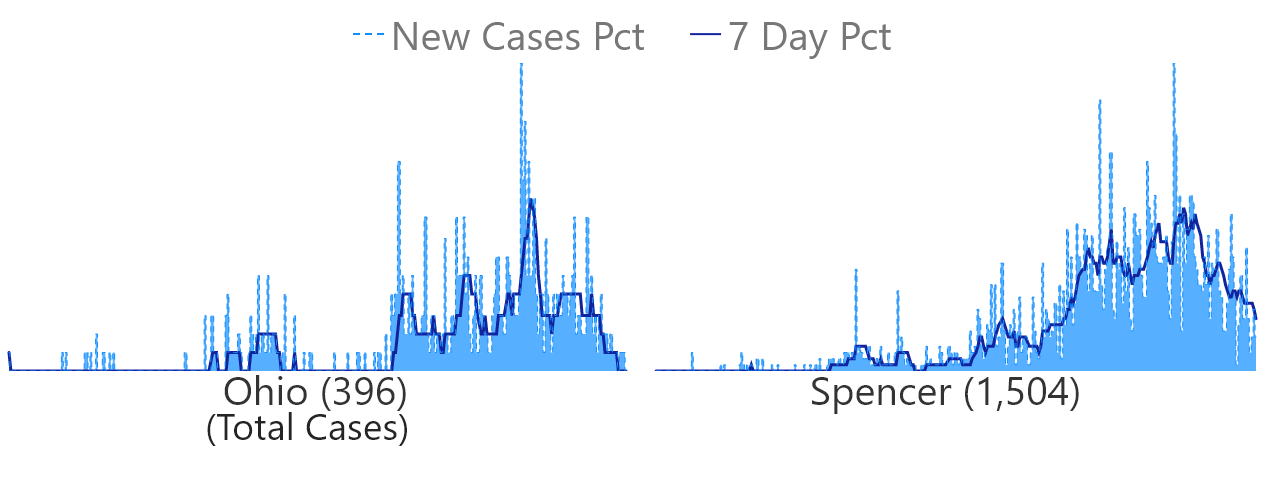 New Cases Pct 7 Day Pct
Ohio (396)
(Total Cases)
Spencer (1,504)